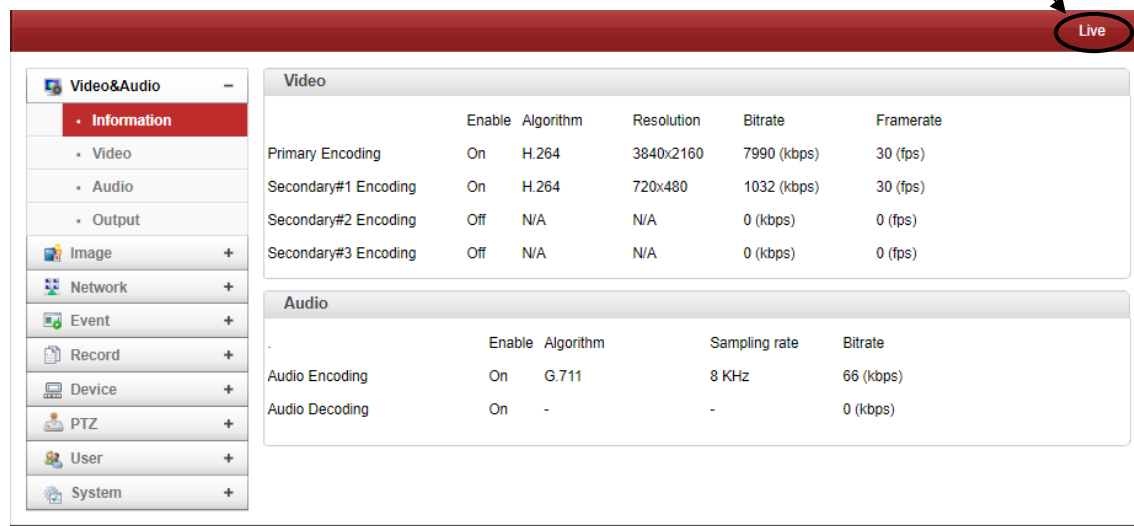 Live
Video&Audio −
• Information
• Video
• Audio
• Output
Image +
Network +
Event +
Record +
Device +
PTZ +
User +
System +
Video
Enable Algorithm Resolution Bitrate Framerate
Primary Encoding On H.264 3840x2160 7990 (kbps) 30 (fps)
Secondary#1 Encoding On H.264 720x480 1032 (kbps) 30 (fps)
Secondary#2 Encoding Off N/A N/A 0 (kbps) 0 (fps)
Secondary#3 Encoding Off N/A N/A 0 (kbps) 0 (fps)
Audio
. Enable Algorithm Sampling rate Bitrate
Audio Encoding On G.711 8 KHz 66 (kbps)
Audio Decoding On - - 0 (kbps)